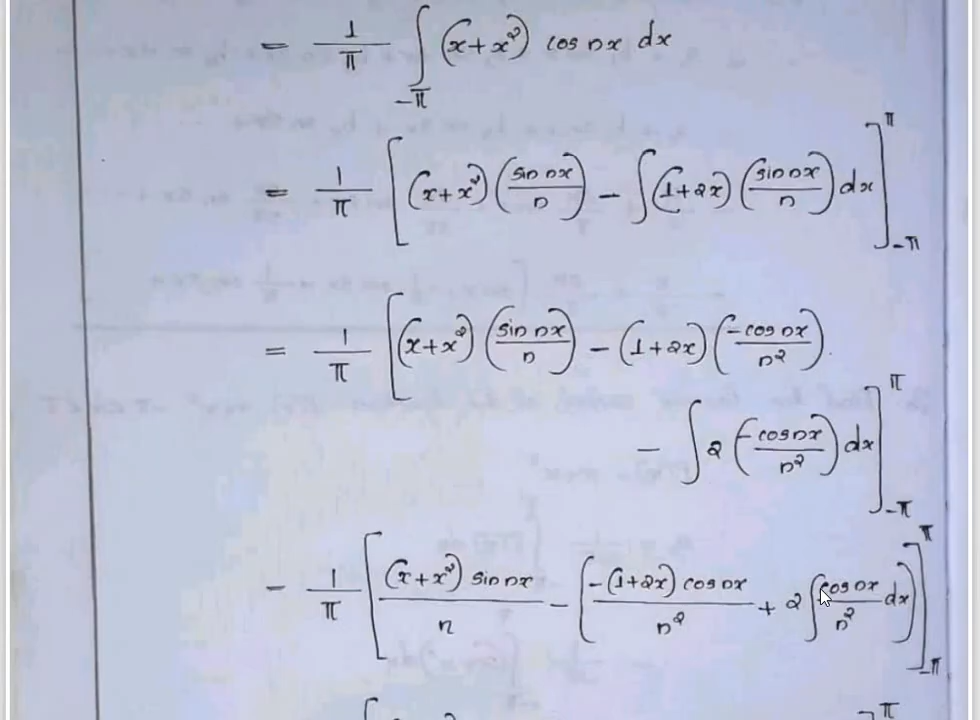 = 1/π ∫_{-π} (x+x²) cos nx dx
= 1/π [(x+x²)(sin nx/n) − ∫(1+2x)(sin nx/n)dx]_{-π}^{π}
= 1/π [(x+x²)(sin nx/n) − (1+2x)(−cos nx/n²)
− ∫2(−cos nx/n²)dx]_{-π}^{π}
− 1/π [(x+x²) sin nx/n − (−(1+2x) cos nx/n² + 2∫cos nx/n² dx)]_{-π}^{π}